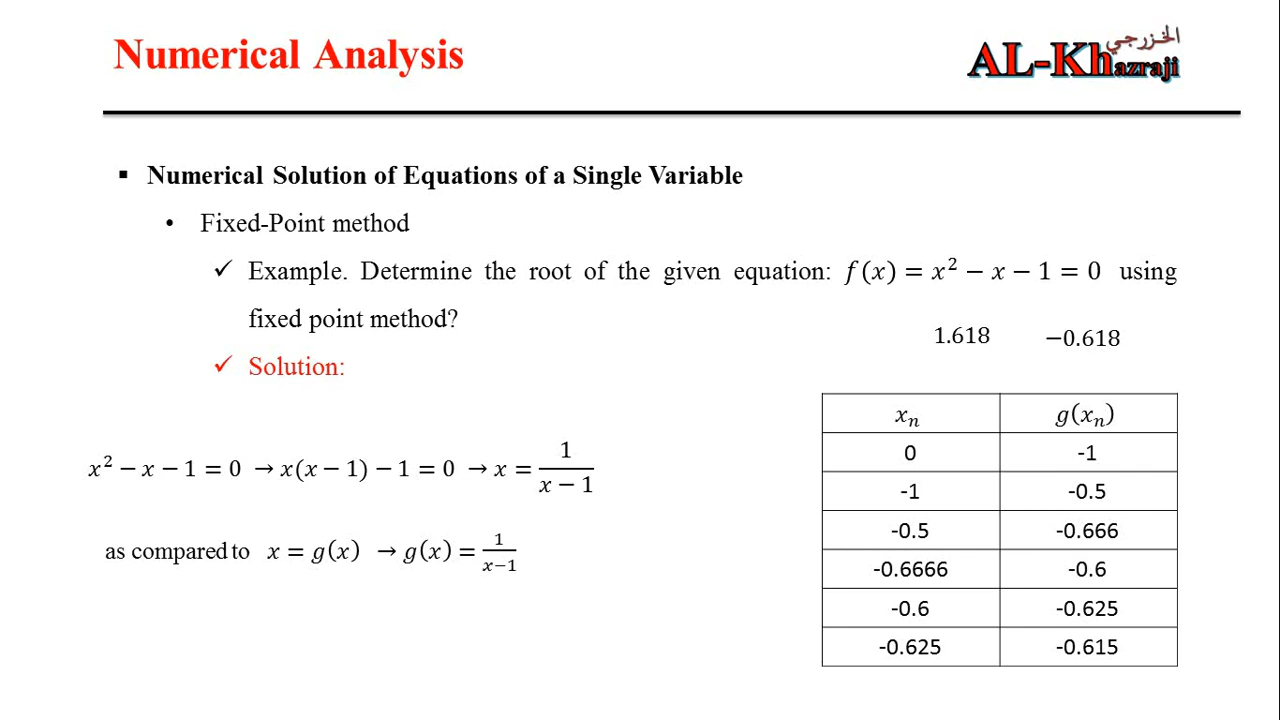 Numerical Analysis
AL-Khazraji الخزرجي
▪ Numerical Solution of Equations of a Single Variable
• Fixed-Point method
✓ Example. Determine the root of the given equation: f(x) = x² − x − 1 = 0 using
fixed point method?
1.618 −0.618
✓ Solution:
x² − x − 1 = 0 → x(x − 1) − 1 = 0 → x = 1/(x − 1)
as compared to x = g(x) → g(x) = 1/(x−1)
xₙ g(xₙ)
0 -1
-1 -0.5
-0.5 -0.666
-0.6666 -0.6
-0.6 -0.625
-0.625 -0.615